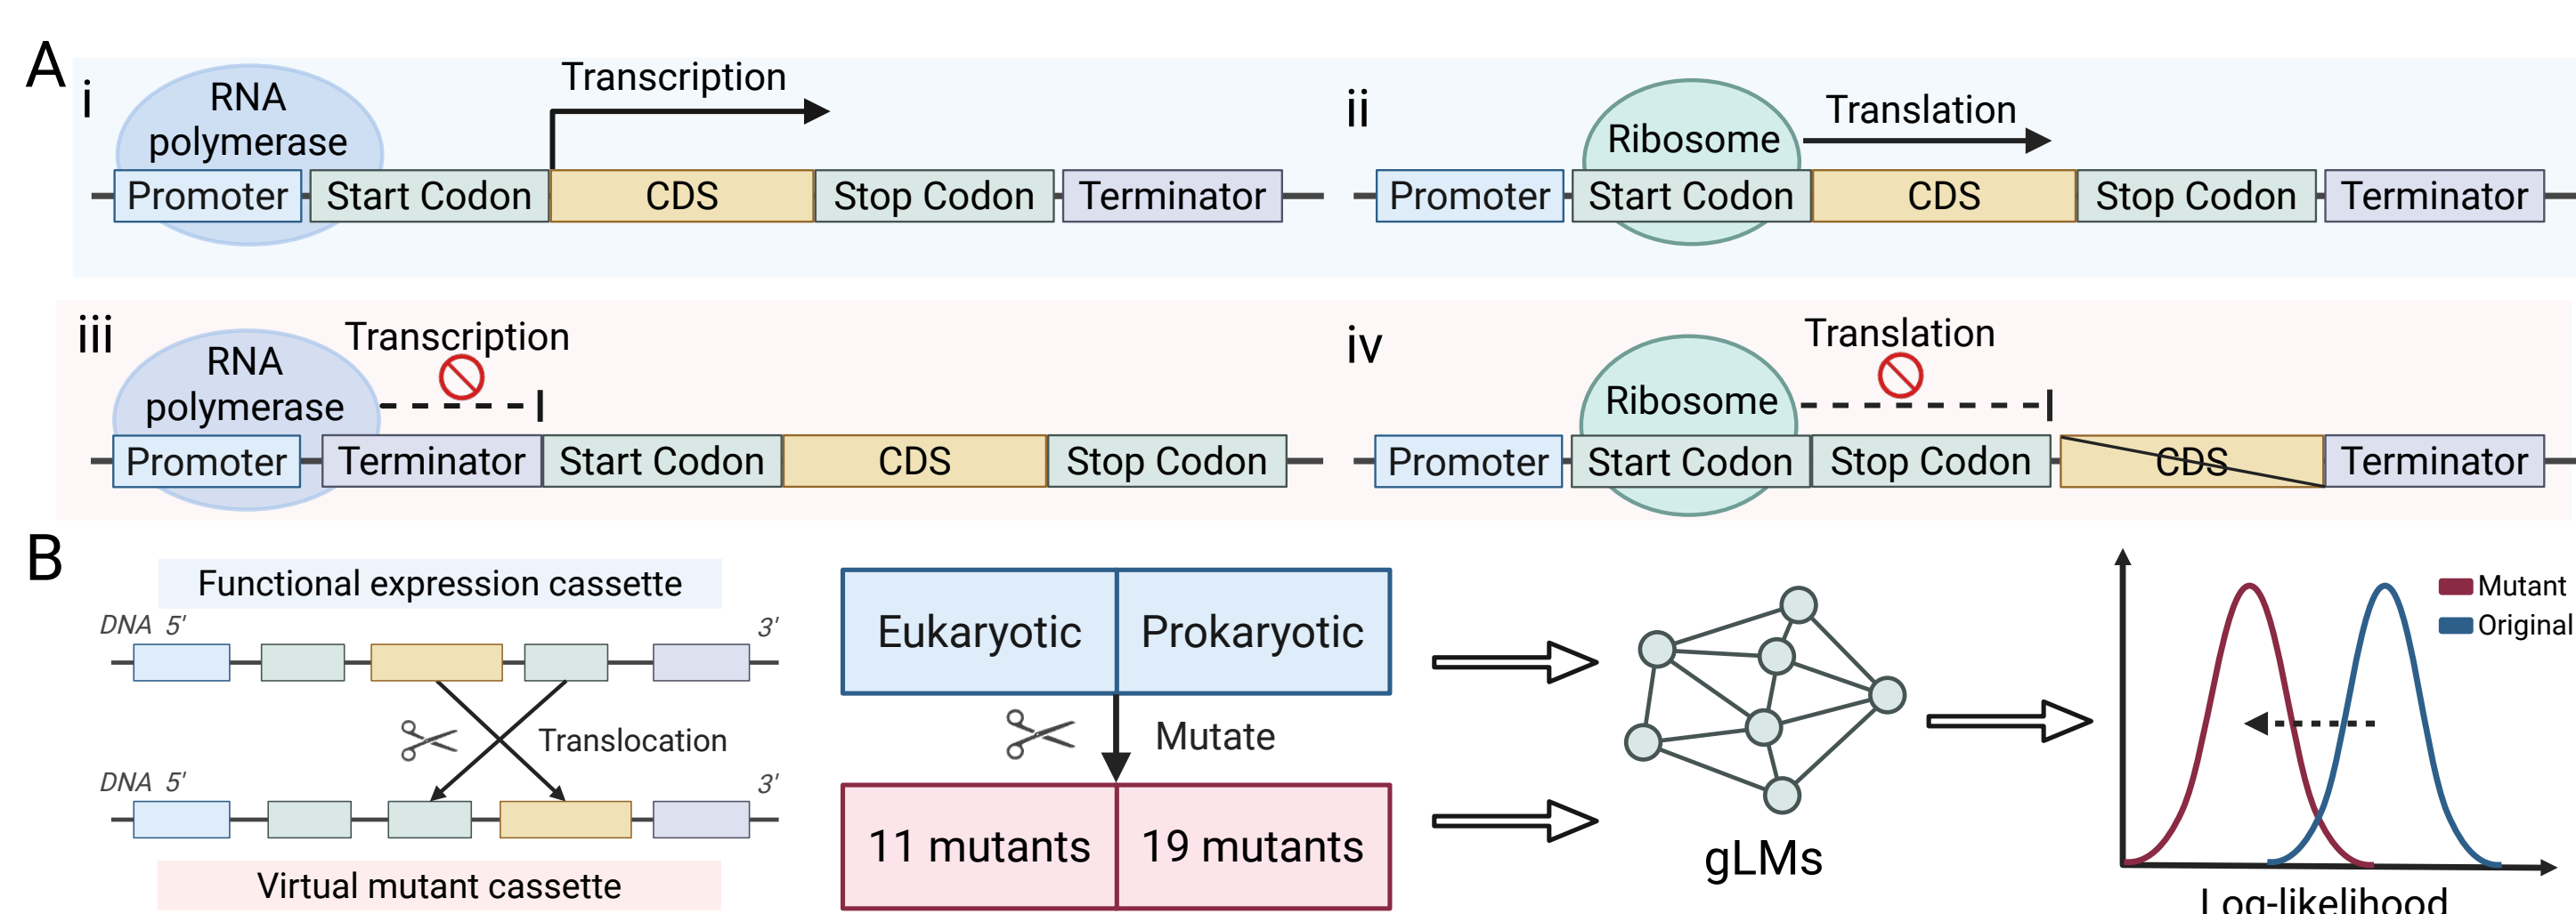 A
i
RNA
polymerase
Transcription
Promoter
Start Codon
CDS
Stop Codon
Terminator
ii
Ribosome
Translation
Promoter
Start Codon
CDS
Stop Codon
Terminator
iii
RNA
polymerase
Transcription
Promoter
Terminator
Start Codon
CDS
Stop Codon
iv
Ribosome
Translation
Promoter
Start Codon
Stop Codon
CDS
Terminator
B
Functional expression cassette
DNA 5'
3'
Translocation
DNA 5'
3'
Virtual mutant cassette
Eukaryotic
Prokaryotic
Mutate
11 mutants
19 mutants
gLMs
Mutant
Original
Log-likelihood